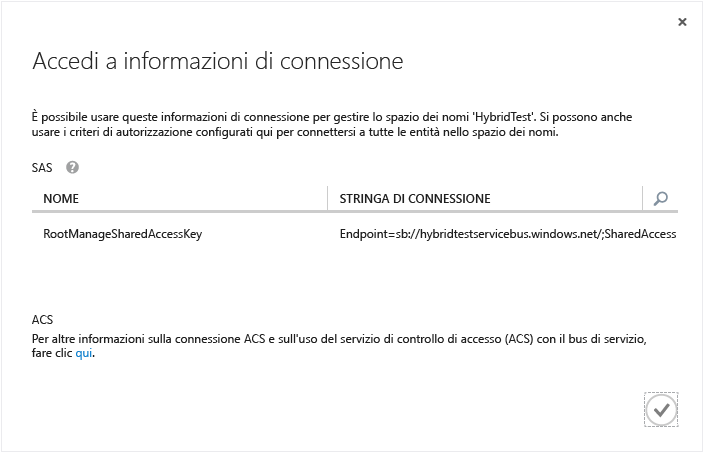 Accedi a informazioni di connessione
È possibile usare queste informazioni di connessione per gestire lo spazio dei nomi 'HybridTest'. Si possono anche
usare i criteri di autorizzazione configurati qui per connettersi a tutte le entità nello spazio dei nomi.
SAS ?
NOME STRINGA DI CONNESSIONE
RootManageSharedAccessKey Endpoint=sb://hybridtestservicebus.windows.net/;SharedAccess
ACS
Per altre informazioni sulla connessione ACS e sull'uso del servizio di controllo di accesso (ACS) con il bus di servizio,
fare clic qui.